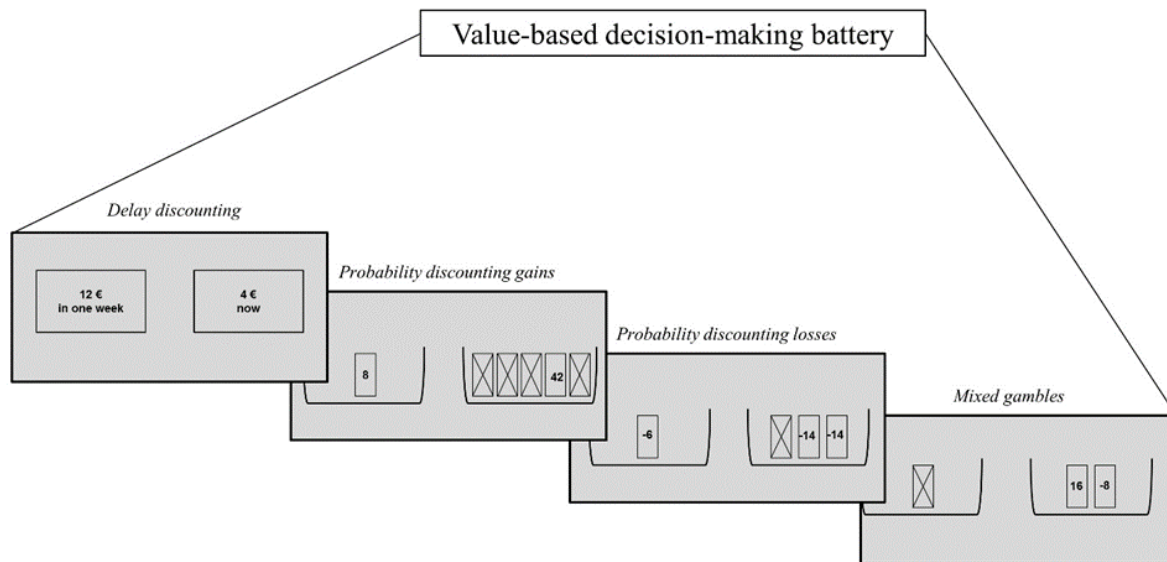 Value-based decision-making battery
Delay discounting
12 €
in one week
4 €
now
Probability discounting gains
8
42
Probability discounting losses
-6
-14 -14
Mixed gambles
16 -8